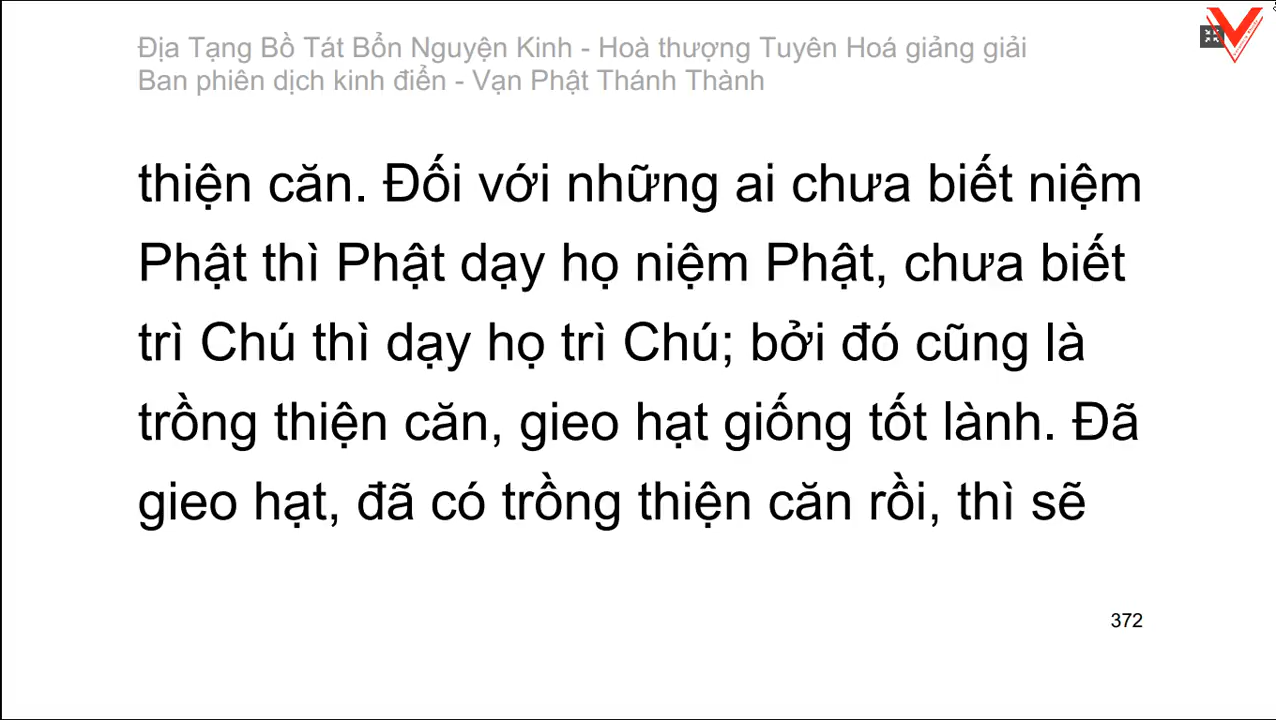 Địa Tạng Bồ Tát Bổn Nguyện Kinh - Hoà thượng Tuyên Hoá giảng giải
Ban phiên dịch kinh điển - Vạn Phật Thánh Thành
thiện căn. Đối với những ai chưa biết niệm
Phật thì Phật dạy họ niệm Phật, chưa biết
trì Chú thì dạy họ trì Chú; bởi đó cũng là
trồng thiện căn, gieo hạt giống tốt lành. Đã
gieo hạt, đã có trồng thiện căn rồi, thì sẽ
372